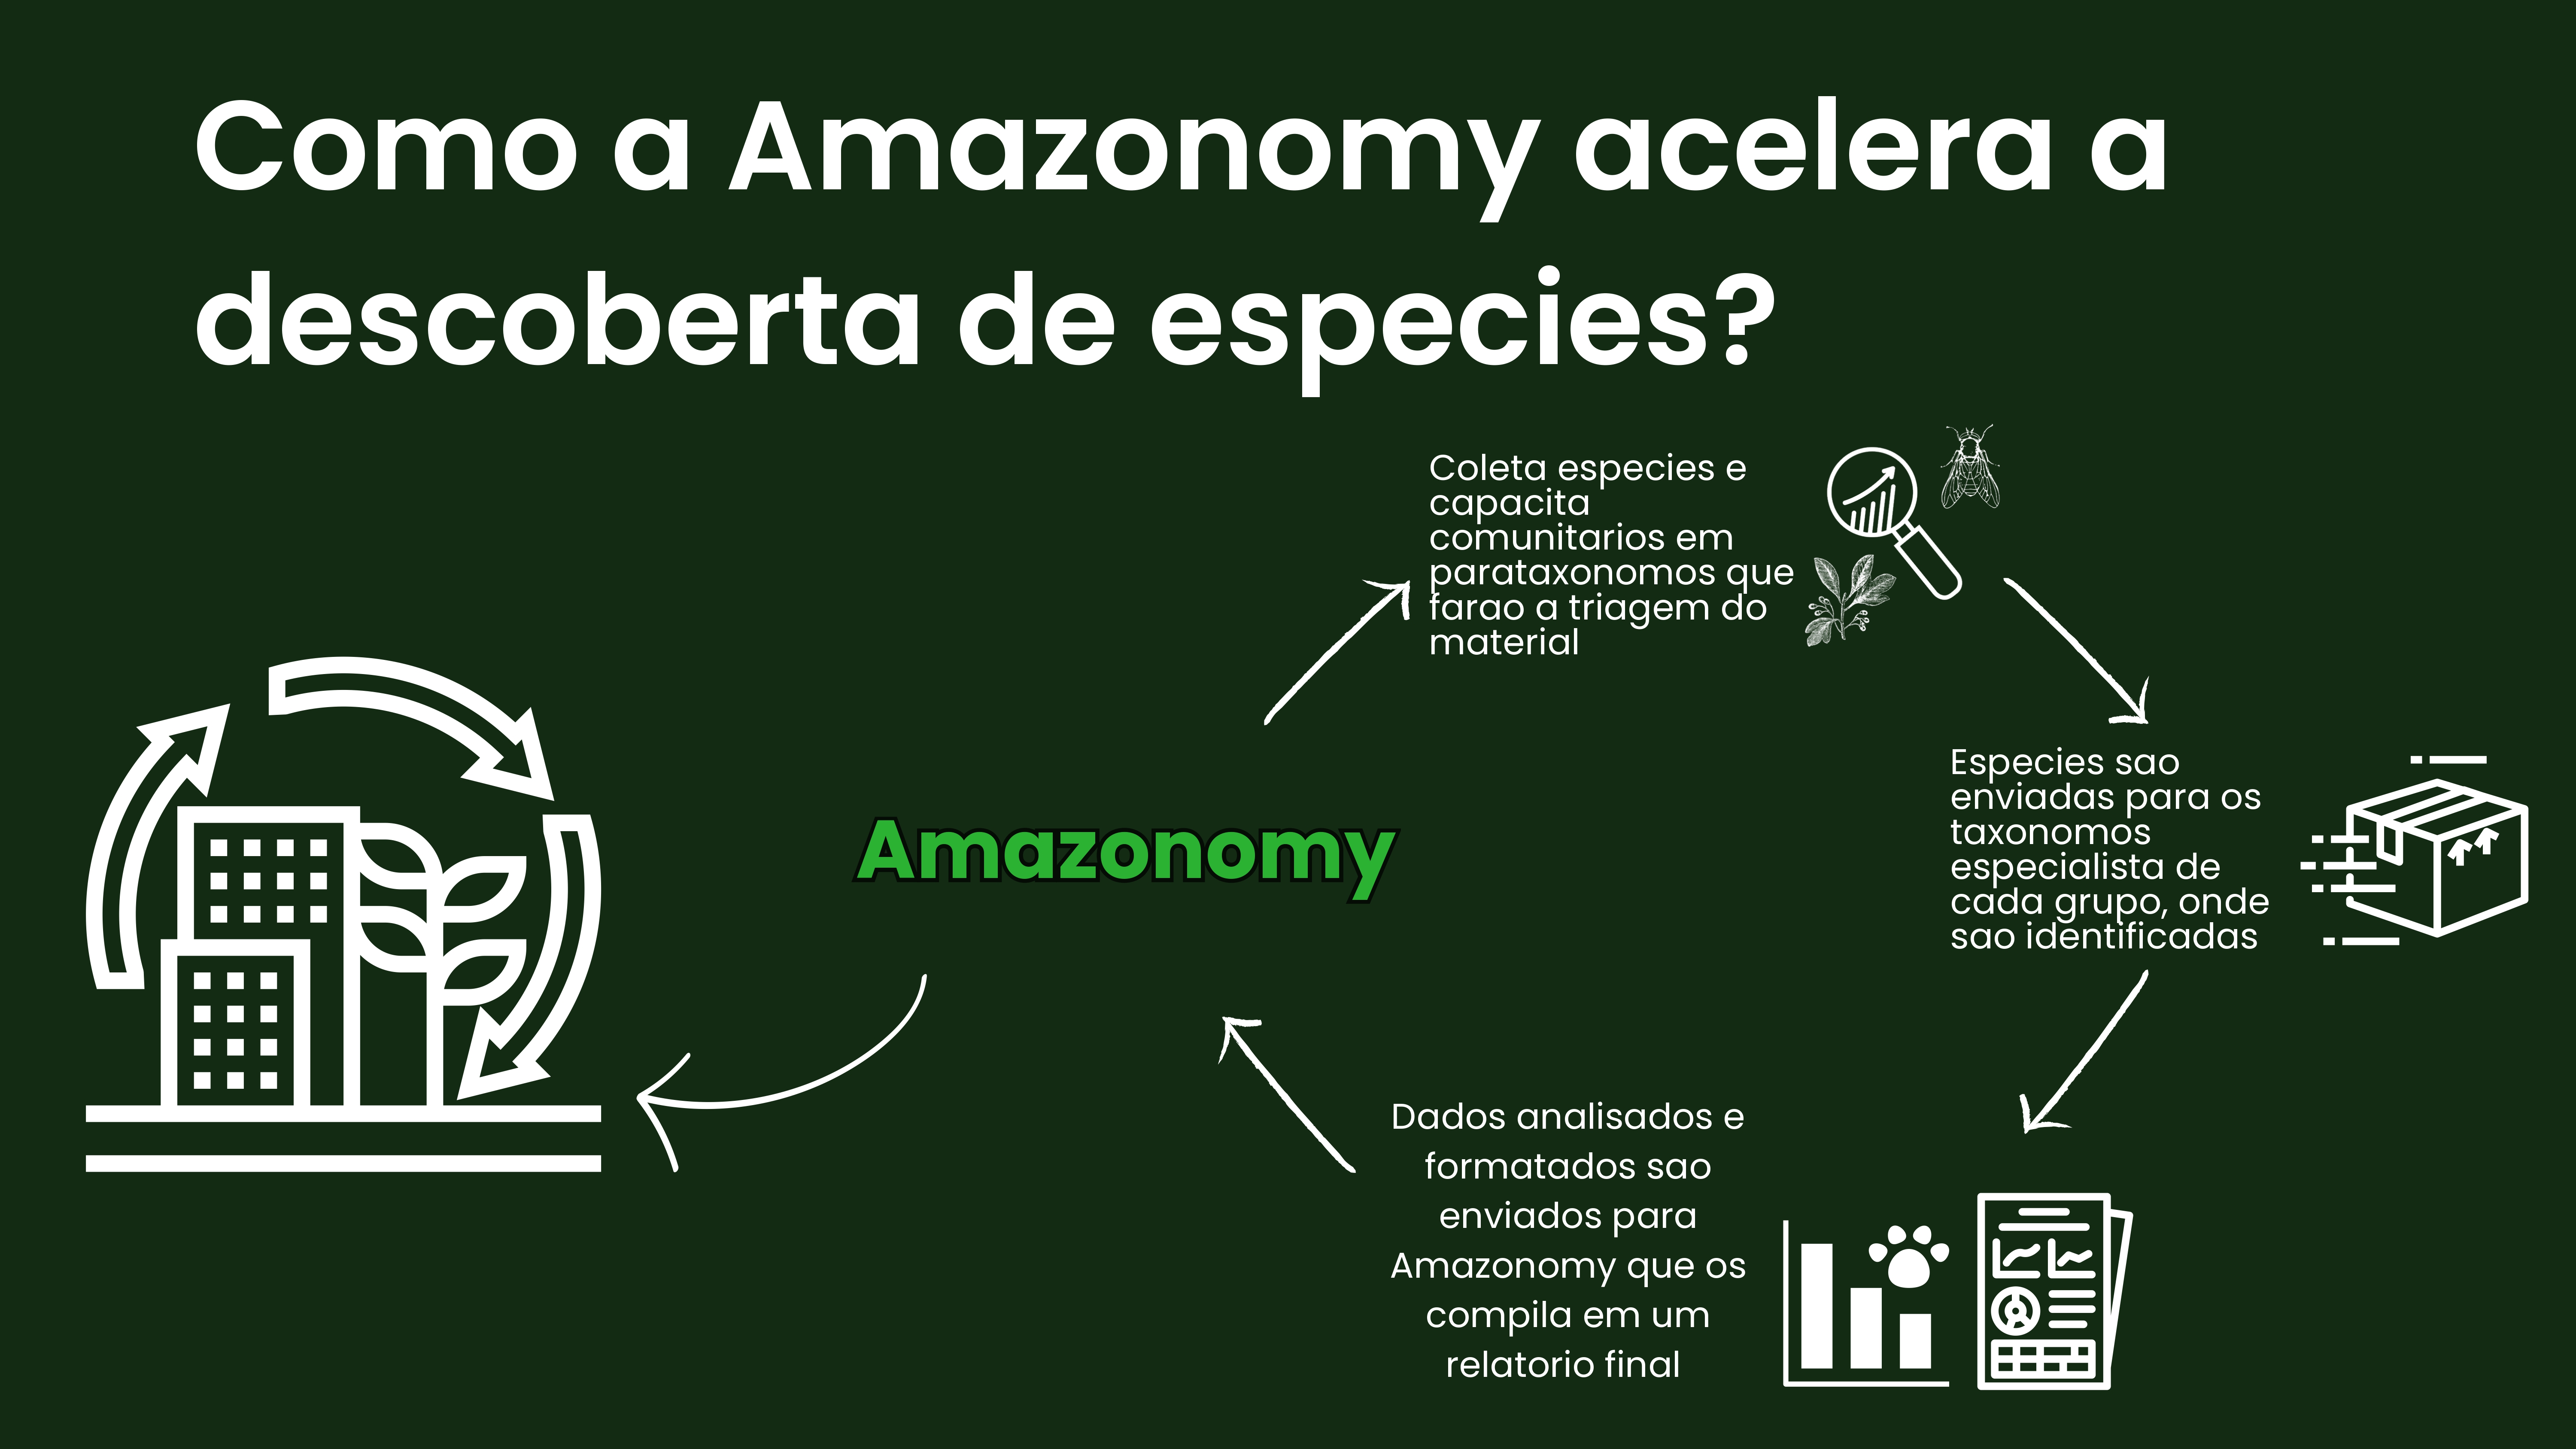 Como a Amazonomy acelera a
descoberta de especies?
Coleta especies e
capacita
comunitarios em
parataxonomos que
farao a triagem do
material
Amazonomy
Especies sao
enviadas para os
taxonomos
especialista de
cada grupo, onde
sao identificadas
Dados analisados e
formatados sao
enviados para
Amazonomy que os
compila em um
relatorio final